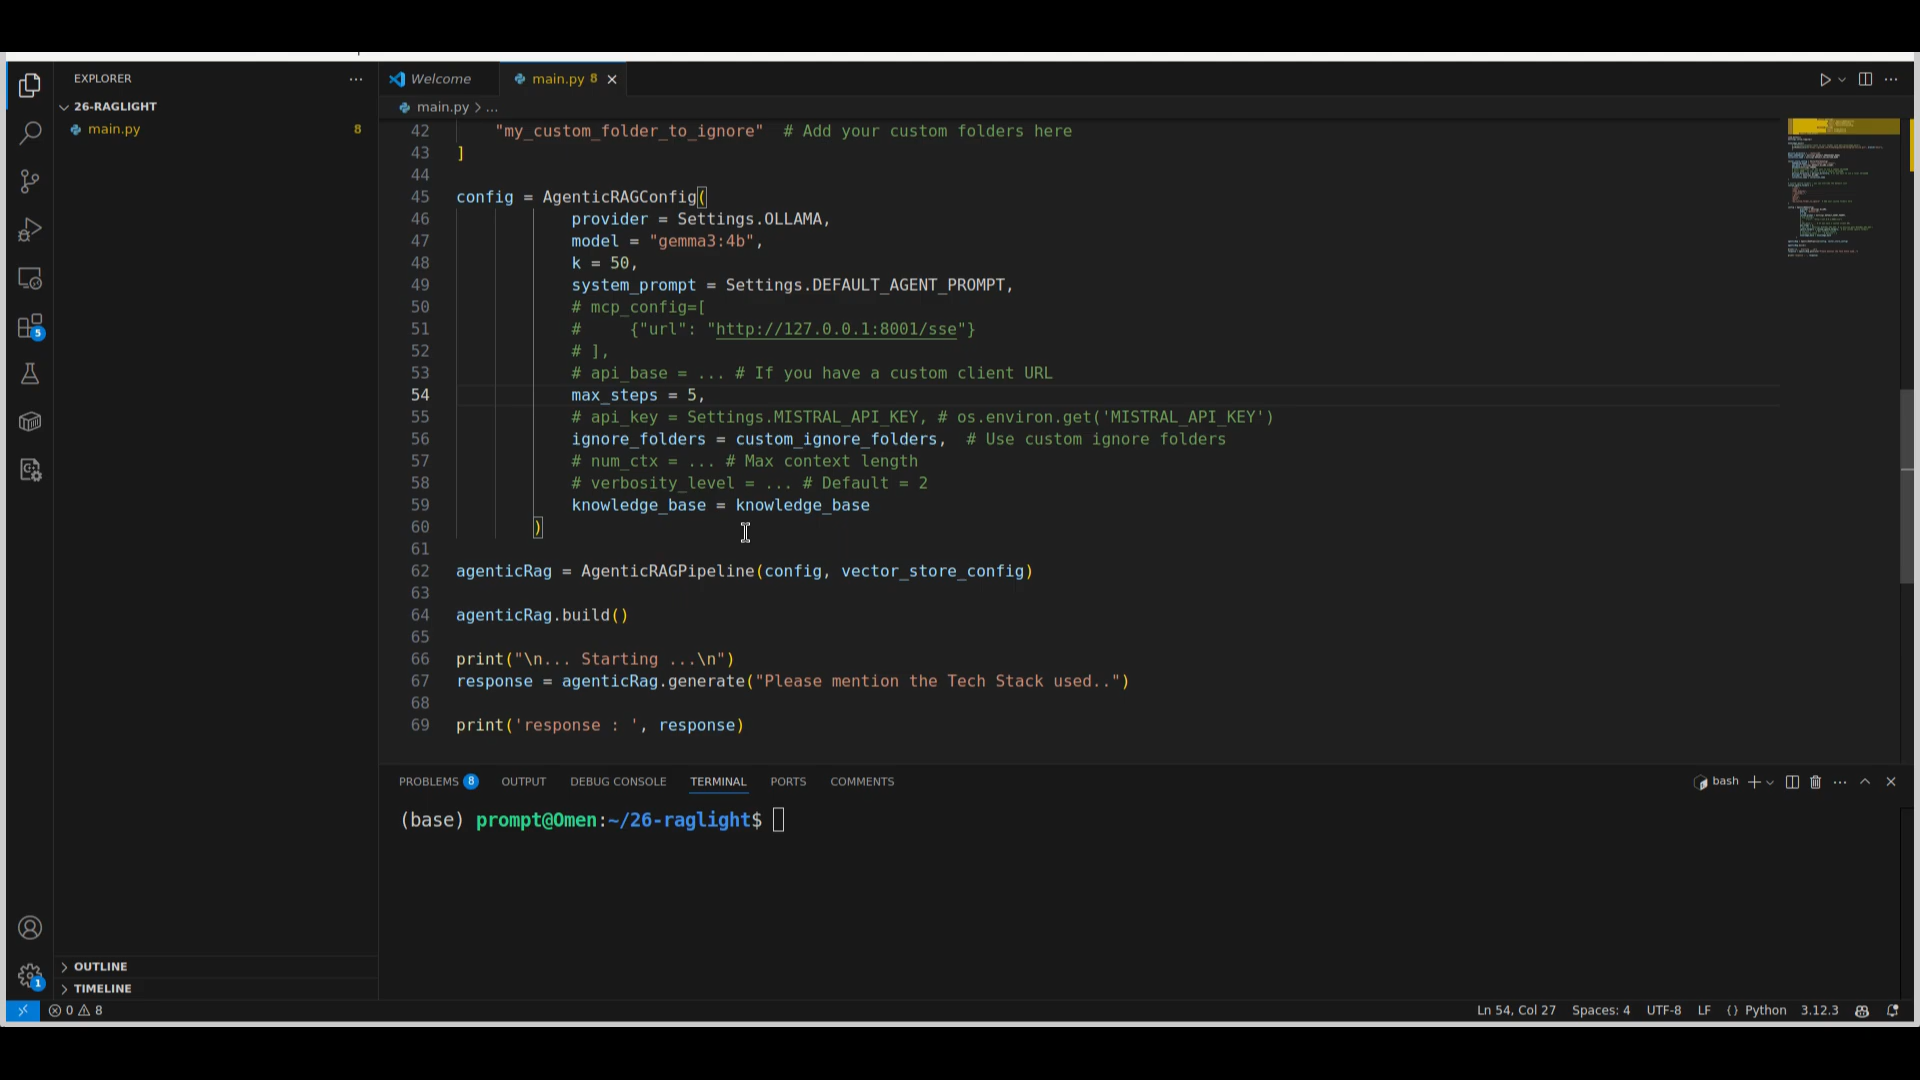 EXPLORER
26-RAGLIGHT
main.py 8
OUTLINE
TIMELINE
Welcome
main.py 8
main.py > ...
42 "my_custom_folder_to_ignore"  # Add your custom folders here
43 ]
44
45 config = AgenticRAGConfig(
46 provider = Settings.OLLAMA,
47 model = "gemma3:4b",
48 k = 50,
49 system_prompt = Settings.DEFAULT_AGENT_PROMPT,
50 # mcp_config=[
51 #     {"url": "http://127.0.0.1:8001/sse"}
52 # ],
53 # api_base = ... # If you have a custom client URL
54 max_steps = 5,
55 # api_key = Settings.MISTRAL_API_KEY, # os.environ.get('MISTRAL_API_KEY')
56 ignore_folders = custom_ignore_folders,  # Use custom ignore folders
57 # num_ctx = ... # Max context length
58 # verbosity_level = ... # Default = 2
59 knowledge_base = knowledge_base
60 )
61
62 agenticRag = AgenticRAGPipeline(config, vector_store_config)
63
64 agenticRag.build()
65
66 print("\n... Starting ...\n")
67 response = agenticRag.generate("Please mention the Tech Stack used..")
68
69 print('response : ', response)
PROBLEMS 8 OUTPUT DEBUG CONSOLE TERMINAL PORTS COMMENTS
bash
(base) prompt@Omen:~/26-raglight$
5
1
0 8
Ln 54, Col 27 Spaces: 4 UTF-8 LF {} Python 3.12.3